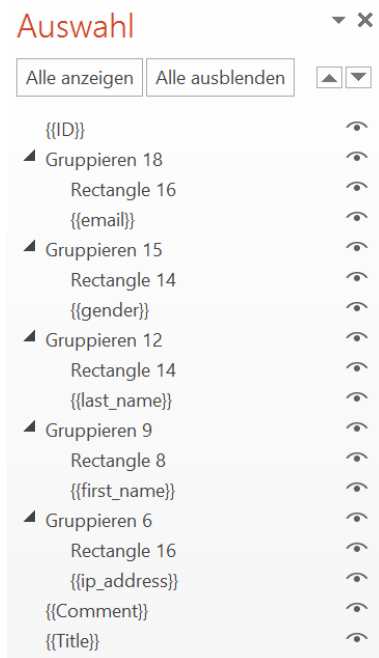 Auswahl
Alle anzeigen Alle ausblenden
{{ID}}
Gruppieren 18
Rectangle 16
{{email}}
Gruppieren 15
Rectangle 14
{{gender}}
Gruppieren 12
Rectangle 14
{{last_name}}
Gruppieren 9
Rectangle 8
{{first_name}}
Gruppieren 6
Rectangle 16
{{ip_address}}
{{Comment}}
{{Title}}